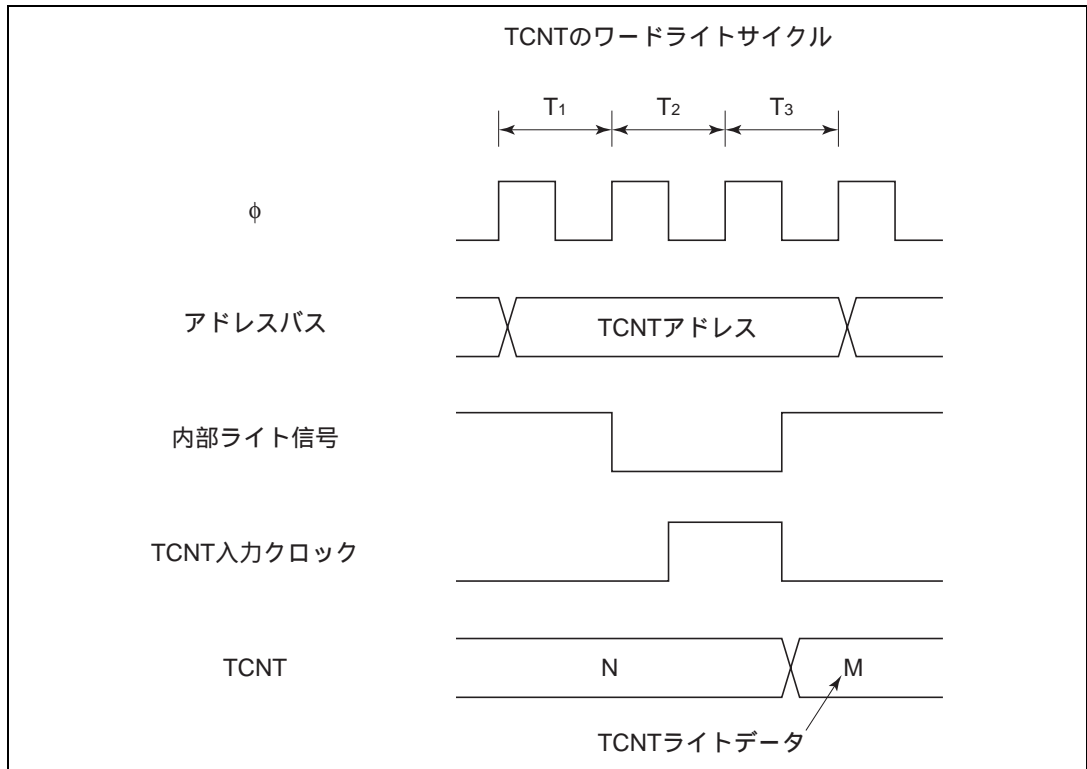 TCNTのワードライトサイクル
T1 T2 T3
φ
アドレスバス
TCNTアドレス
内部ライト信号
TCNT入力クロック
TCNT
N
M
TCNTライトデータ